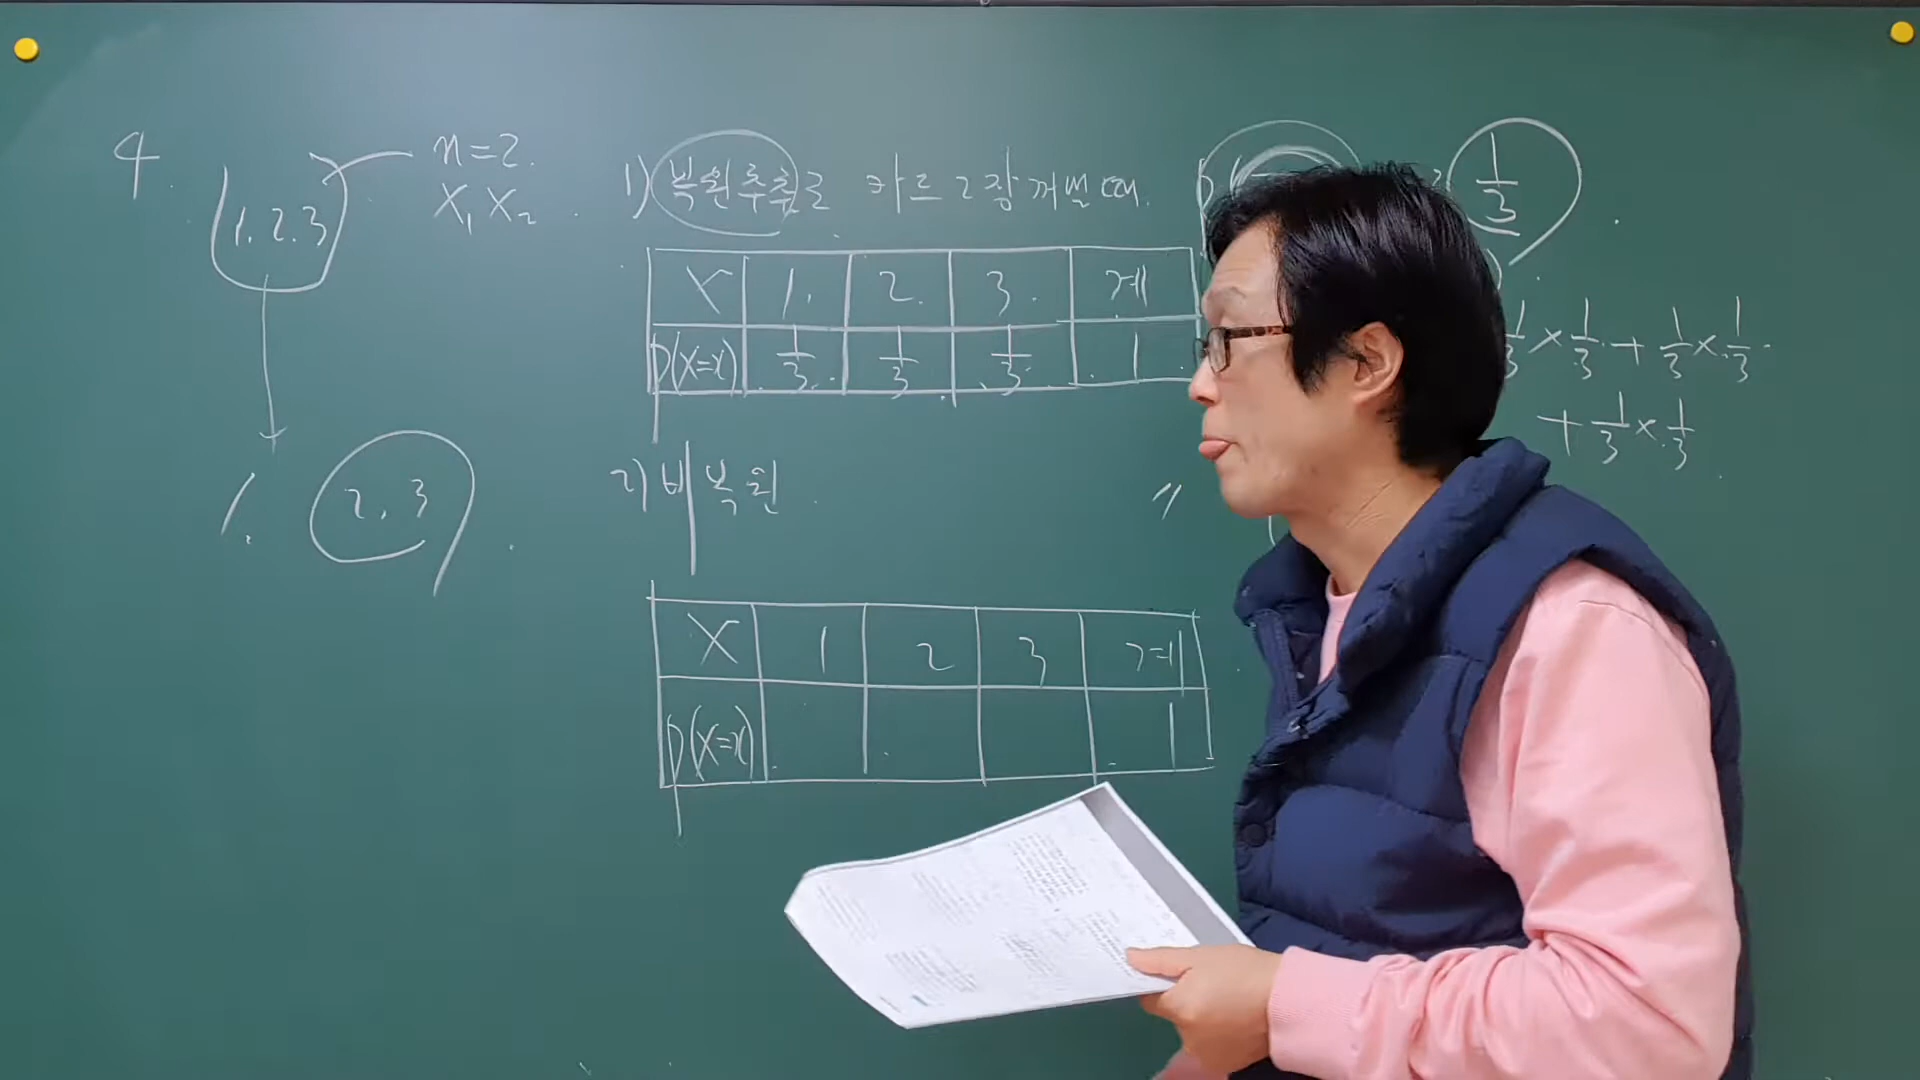 4.
1. 2. 3
n=2.
X₁ X₂
1) 복원추출로 카드 2장 꺼낼 때.
1/3
X 1. 2. 3. 계
P(X=x) 1/3 1/3 1/3 1
1/3 × 1/3 + 1/3 × 1/3
+ 1/3 × 1/3
1. 2, 3
2) 비복원 〃
X 1 2 3 계
P(X=x) 1